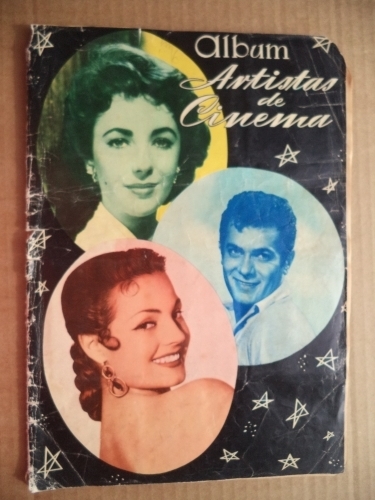 Album
Artistas
de
Cinema